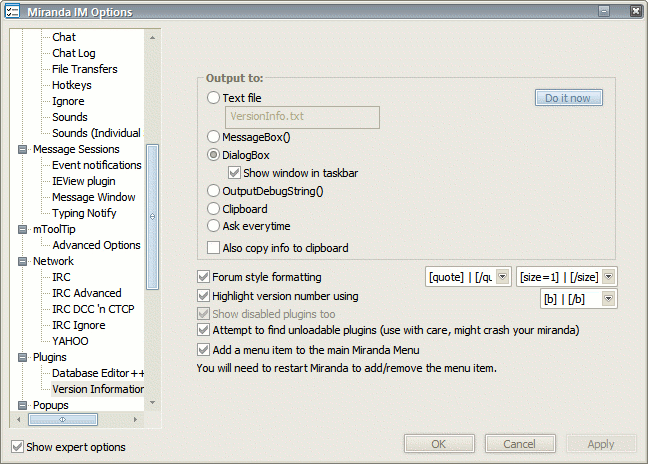 Miranda IM Options
Chat
Chat Log
File Transfers
Hotkeys
Ignore
Sounds
Sounds (Individual
Message Sessions
Event notifications
IEView plugin
Message Window
Typing Notify
mToolTip
Advanced Options
Network
IRC
IRC Advanced
IRC DCC 'n CTCP
IRC Ignore
YAHOO
Plugins
Database Editor++
Version Information
Popups
Show expert options
Output to:
Text file
Do it now
VersionInfo.txt
MessageBox()
DialogBox
Show window in taskbar
OutputDebugString()
Clipboard
Ask everytime
Also copy info to clipboard
Forum style formatting
[quote] | [/qu
[size=1] | [/size]
Highlight version number using
[b] | [/b]
Show disabled plugins too
Attempt to find unloadable plugins (use with care, might crash your miranda)
Add a menu item to the main Miranda Menu
You will need to restart Miranda to add/remove the menu item.
OK
Cancel
Apply